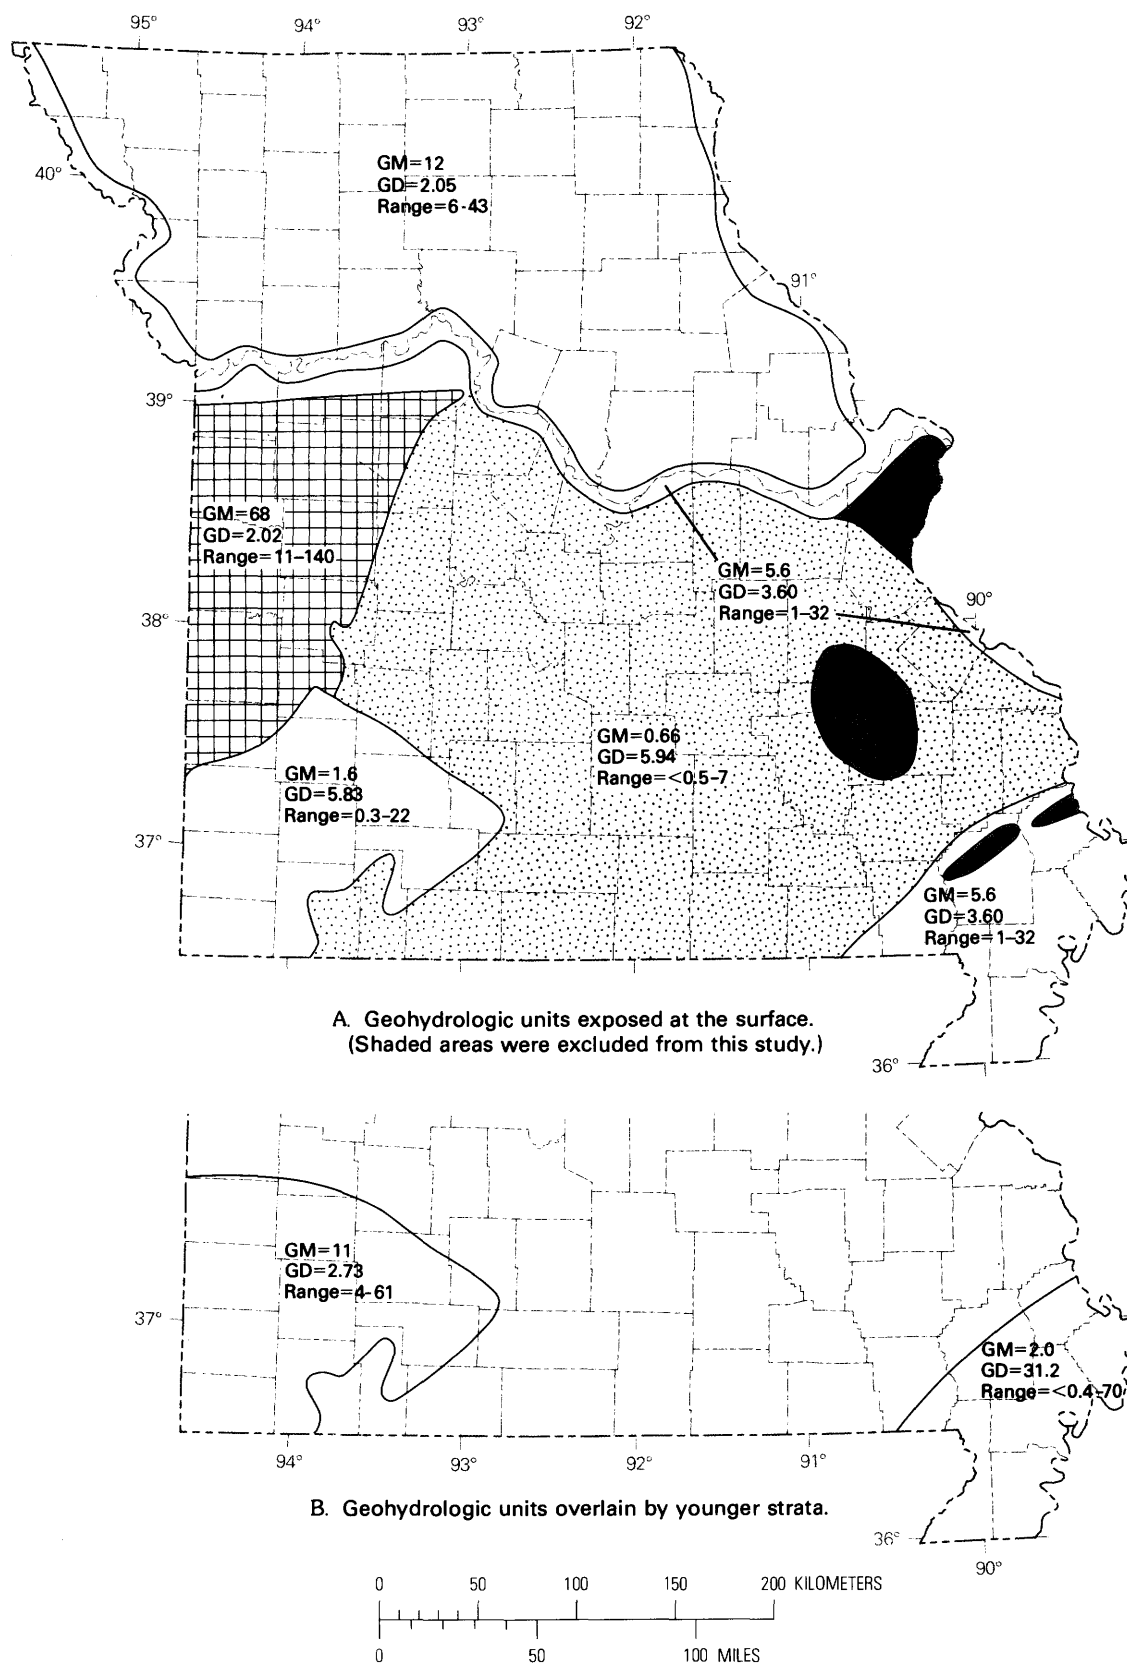 95° 94° 93° 92°
GM=12
GD=2.05
Range=6-43
40°
91°
39°
GM=68
GD=2.02
Range=11–140
GM=5.6
GD=3.60
Range=1–32
90°
38°
GM=0.66
GD=5.94
Range=<0.5–7
GM=1.6
GD=5.83
Range=0.3–22
37°
GM=5.6
GD=3.60
Range=1–32
A. Geohydrologic units exposed at the surface.
(Shaded areas were excluded from this study.)
36°
GM=11
GD=2.73
Range=4-61
37°
GM=2.0
GD=31.2
Range=<0.4-70
94° 93° 92° 91°
B. Geohydrologic units overlain by younger strata.
36°
90°
0 50 100 150 200 KILOMETERS
0 50 100 MILES